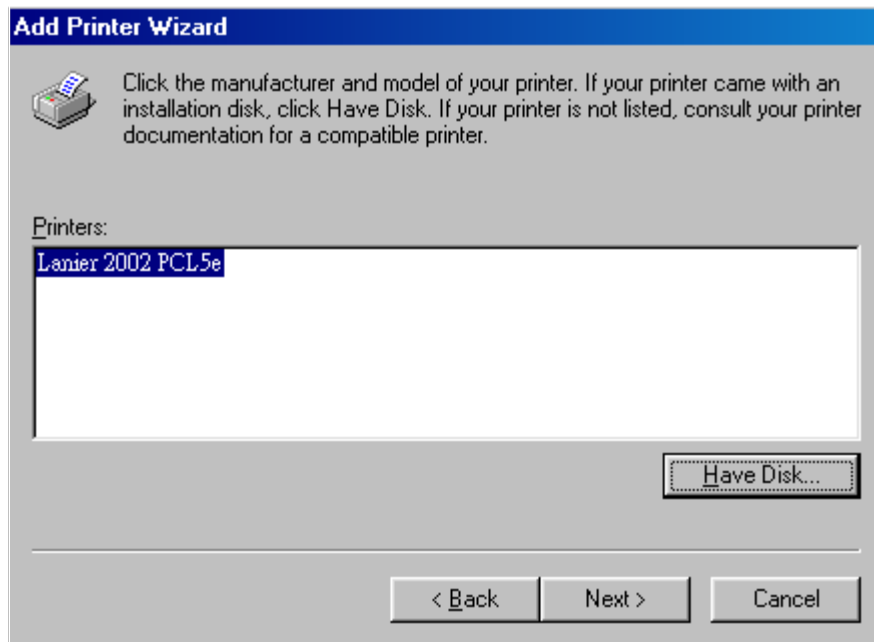 Add Printer Wizard
Click the manufacturer and model of your printer. If your printer came with an
installation disk, click Have Disk. If your printer is not listed, consult your printer
documentation for a compatible printer.
Printers:
Lanier 2002 PCL5e
Have Disk...
< Back Next > Cancel